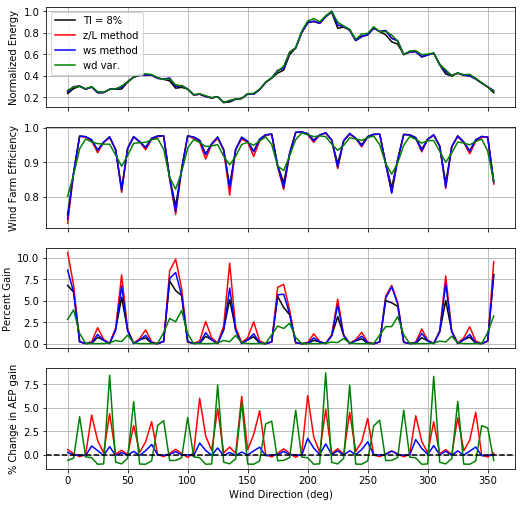 Normalized Energy
1.0
0.8
0.6
0.4
0.2
TI = 8%
z/L method
ws method
wd var.
Wind Farm Efficiency
1.0
0.9
0.8
Percent Gain
10.0
7.5
5.0
2.5
0.0
% Change in AEP gain
7.5
5.0
2.5
0.0
0 50 100 150 200 250 300 350
Wind Direction (deg)